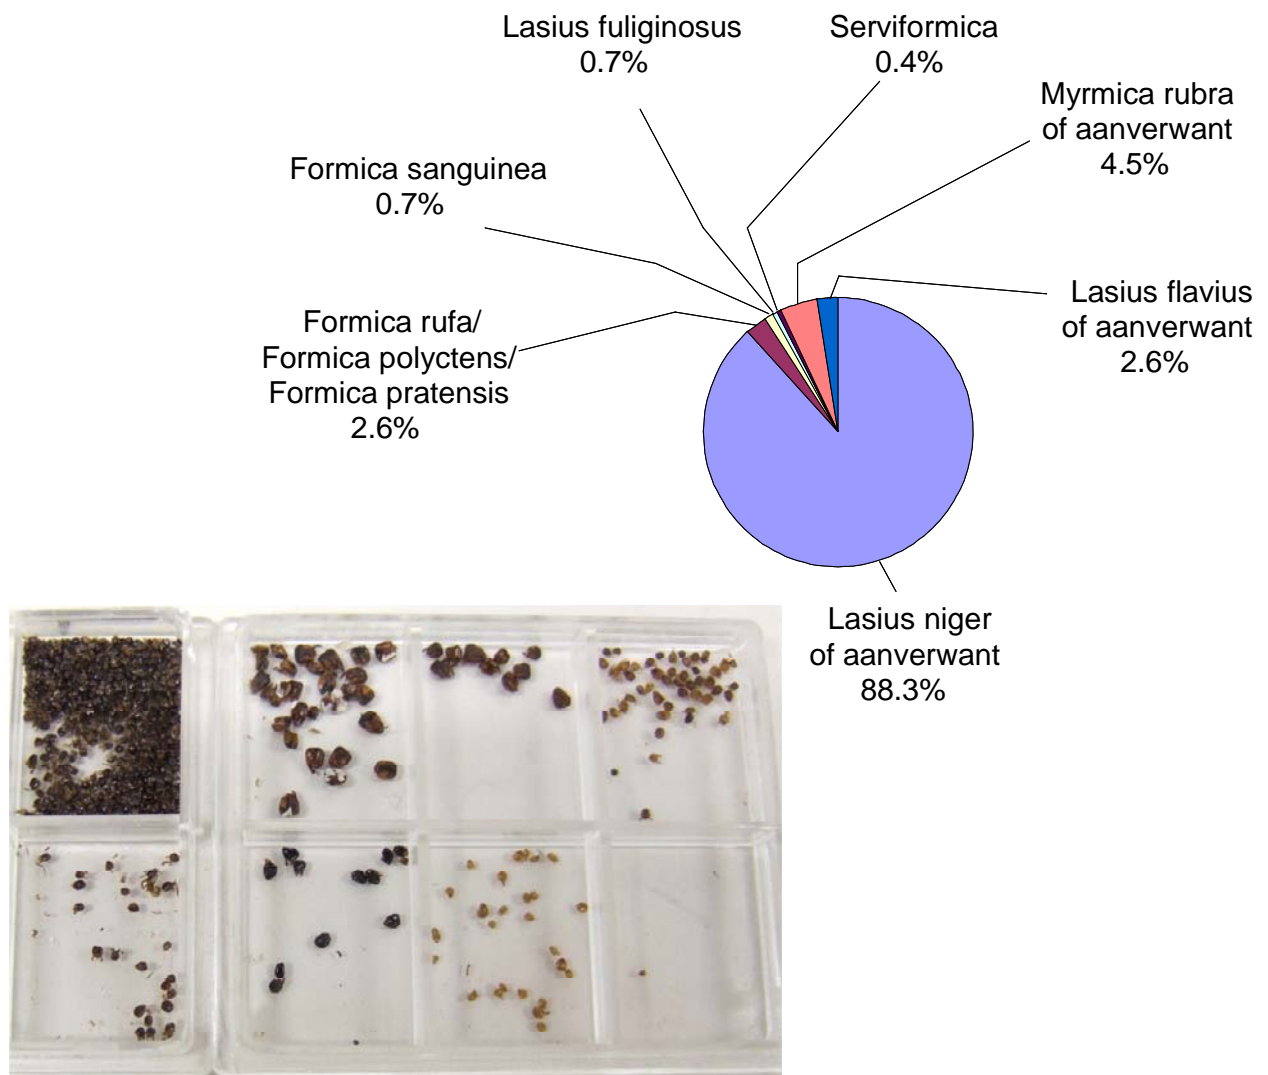 Lasius fuliginosus
0.7%
Serviformica
0.4%
Myrmica rubra
of aanverwant
4.5%
Formica sanguinea
0.7%
Lasius flavius
of aanverwant
2.6%
Formica rufa/
Formica polyctens/
Formica pratensis
2.6%
Lasius niger
of aanverwant
88.3%